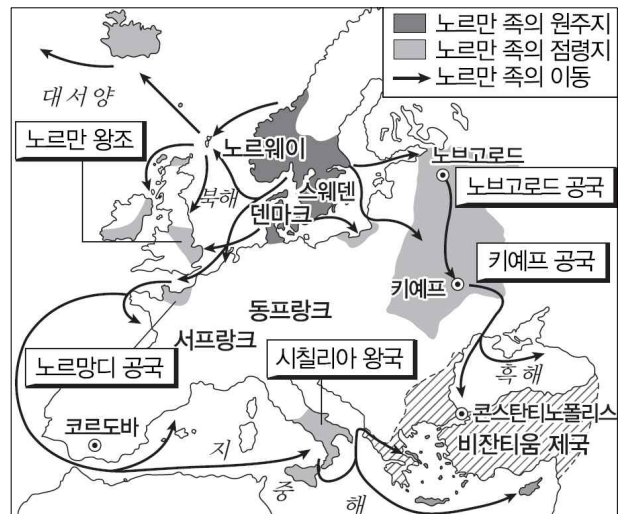 노르만 족의 원주지
노르만 족의 점령지
노르만 족의 이동
대서양
노르만 왕조
노르웨이
노브고로드
스웨덴
북해
덴마크
노브고로드 공국
키예프 공국
키예프
동프랑크
서프랑크
노르망디 공국
시칠리아 왕국
흑해
코르도바
콘스탄티노폴리스
비잔티움 제국
지중해